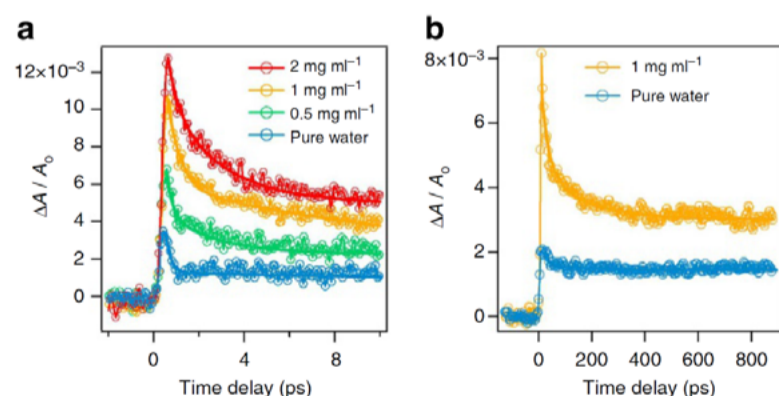 a
12×10⁻³
10
8
6
4
2
0
ΔA / A₀
0
4
8
Time delay (ps)
2 mg ml⁻¹
1 mg ml⁻¹
0.5 mg ml⁻¹
Pure water
b
8×10⁻³
6
4
2
0
ΔA / A₀
0
200
400
600
800
Time delay (ps)
1 mg ml⁻¹
Pure water